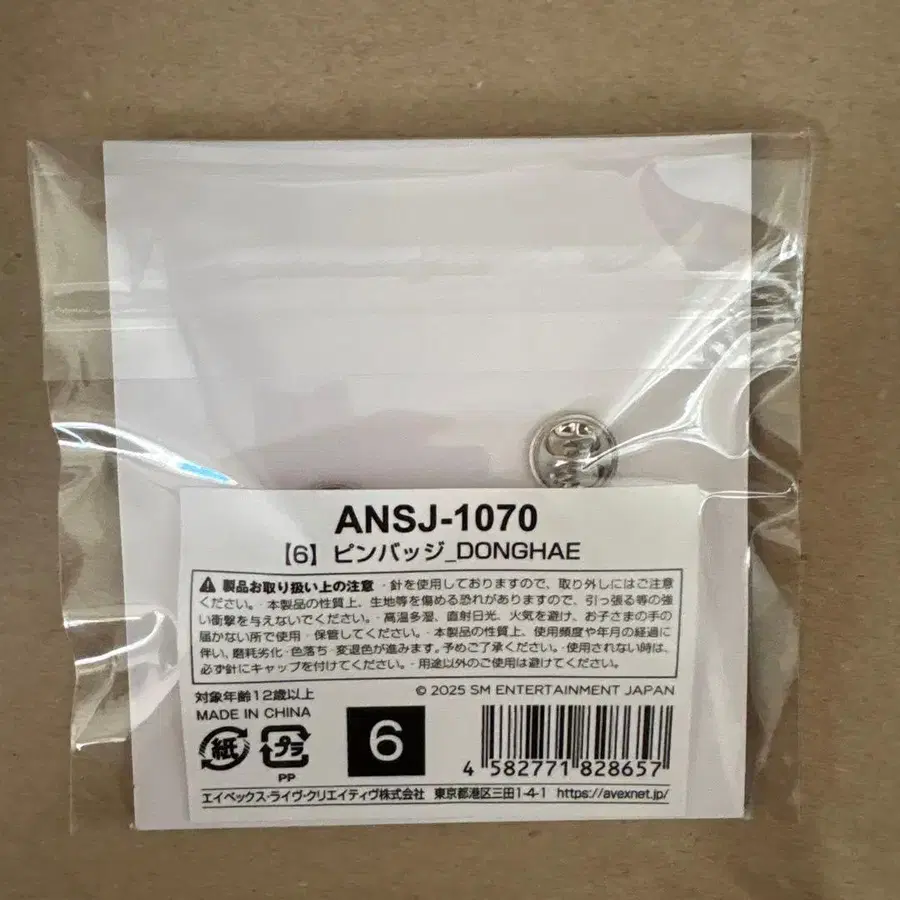 ANSJ-1070
【6】ピンバッジ_DONGHAE
製品お取り扱い上の注意 ・針を使用しておりますので、取り外しにはご注意
ください。・本製品の性質上、生地等を傷める恐れがありますので、引っ張る等の強
い衝撃を与えないでください。・高温多湿、直射日光、火気を避け、お子さまの手の
届かない所で使用・保管してください。・本製品の性質上、使用頻度や年月の経過に
伴い、磨耗劣化・色落ち・変退色が進みます。予めご了承ください。・使用されない時は、
必ず針にキャップを付けてください。・用途以外のご使用は避けてください。
対象年齢12歳以上
© 2025 SM ENTERTAINMENT JAPAN
MADE IN CHINA
紙 プラ 6
PP
4 582771 828657
エイベックス・ライヴ・クリエイティヴ株式会社 東京都港区三田1-4-1 https://avexnet.jp/